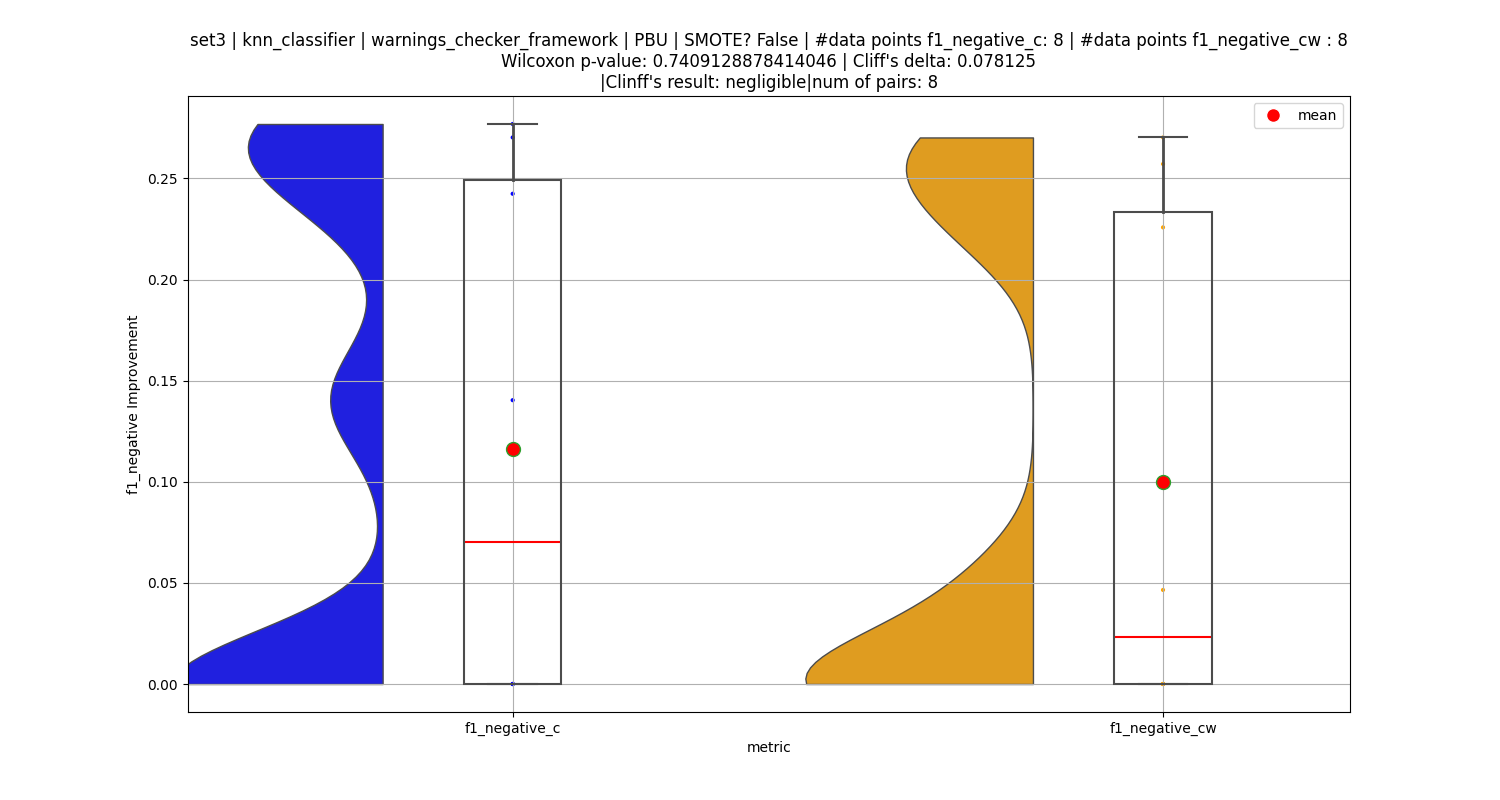 set3 | knn_classifier | warnings_checker_framework | PBU | SMOTE? False | #data points f1_negative_c: 8 | #data points f1_negative_cw : 8
Wilcoxon p-value: 0.7409128878414046 | Cliff's delta: 0.078125
|Clinff's result: negligible|num of pairs: 8
mean
0.25
0.20
0.15
0.10
0.05
0.00
f1_negative Improvement
f1_negative_c
f1_negative_cw
metric